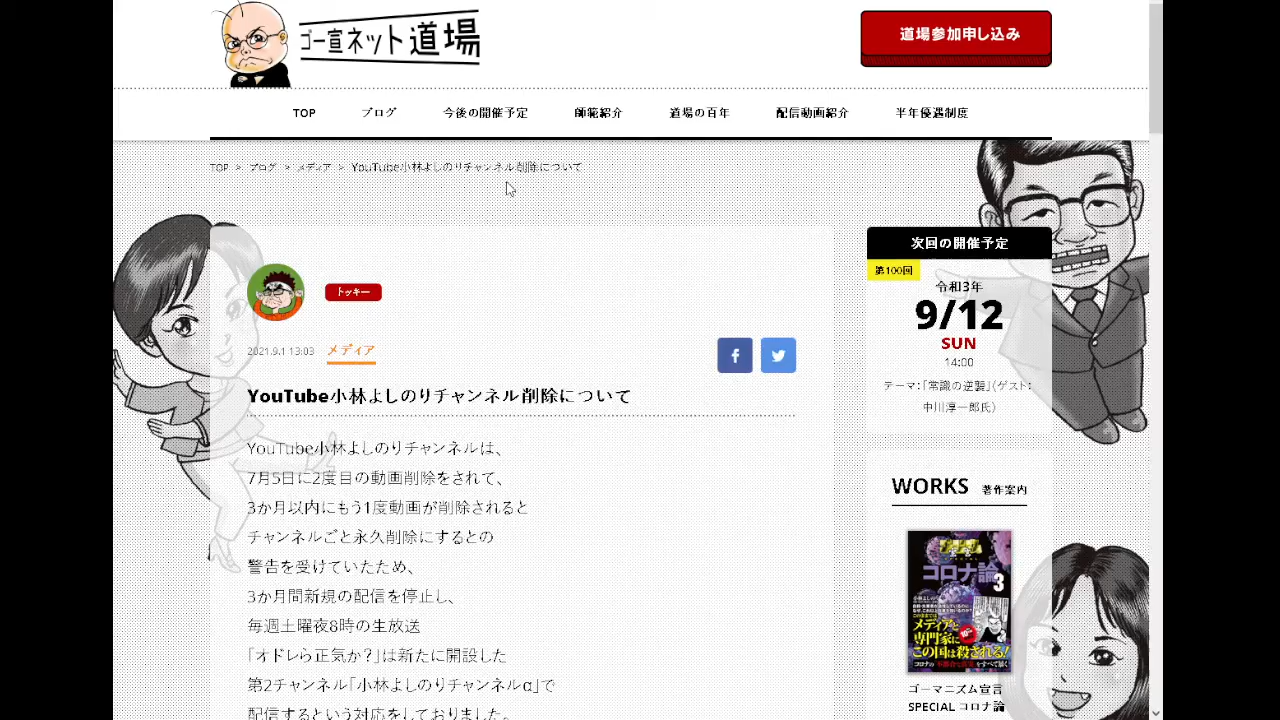 ゴー宣ネット道場
道場参加申し込み
TOP ブログ 今後の開催予定 師範紹介 道場の百年 配信動画紹介 半年優遇制度
TOP > ブログ > メディア > YouTube小林よしのりチャンネル削除について
トッキー
2021.9.1 13:03 メディア
YouTube小林よしのりチャンネル削除について
YouTube小林よしのりチャンネルは、
7月5日に2度目の動画削除をされて、
3か月以内にもう1度動画が削除されると
チャンネルごと永久削除にするとの
警告を受けていたため、
3か月間新規の配信を停止し、
毎週土曜夜8時の生放送
「オドレら正気か?」は新たに開設した
第2チャンネル「小林よしのりチャンネルα」で
配信するという対応をしておりました。
次回の開催予定
第100回
令和3年
9/12
SUN
14:00
テーマ:「常識の逆襲」(ゲスト:
中川淳一郎氏)
WORKS 著作案内
コロナ論
3
メディアと
専門家に
この国は殺される!
ゴーマニズム宣言
SPECIAL コロナ論